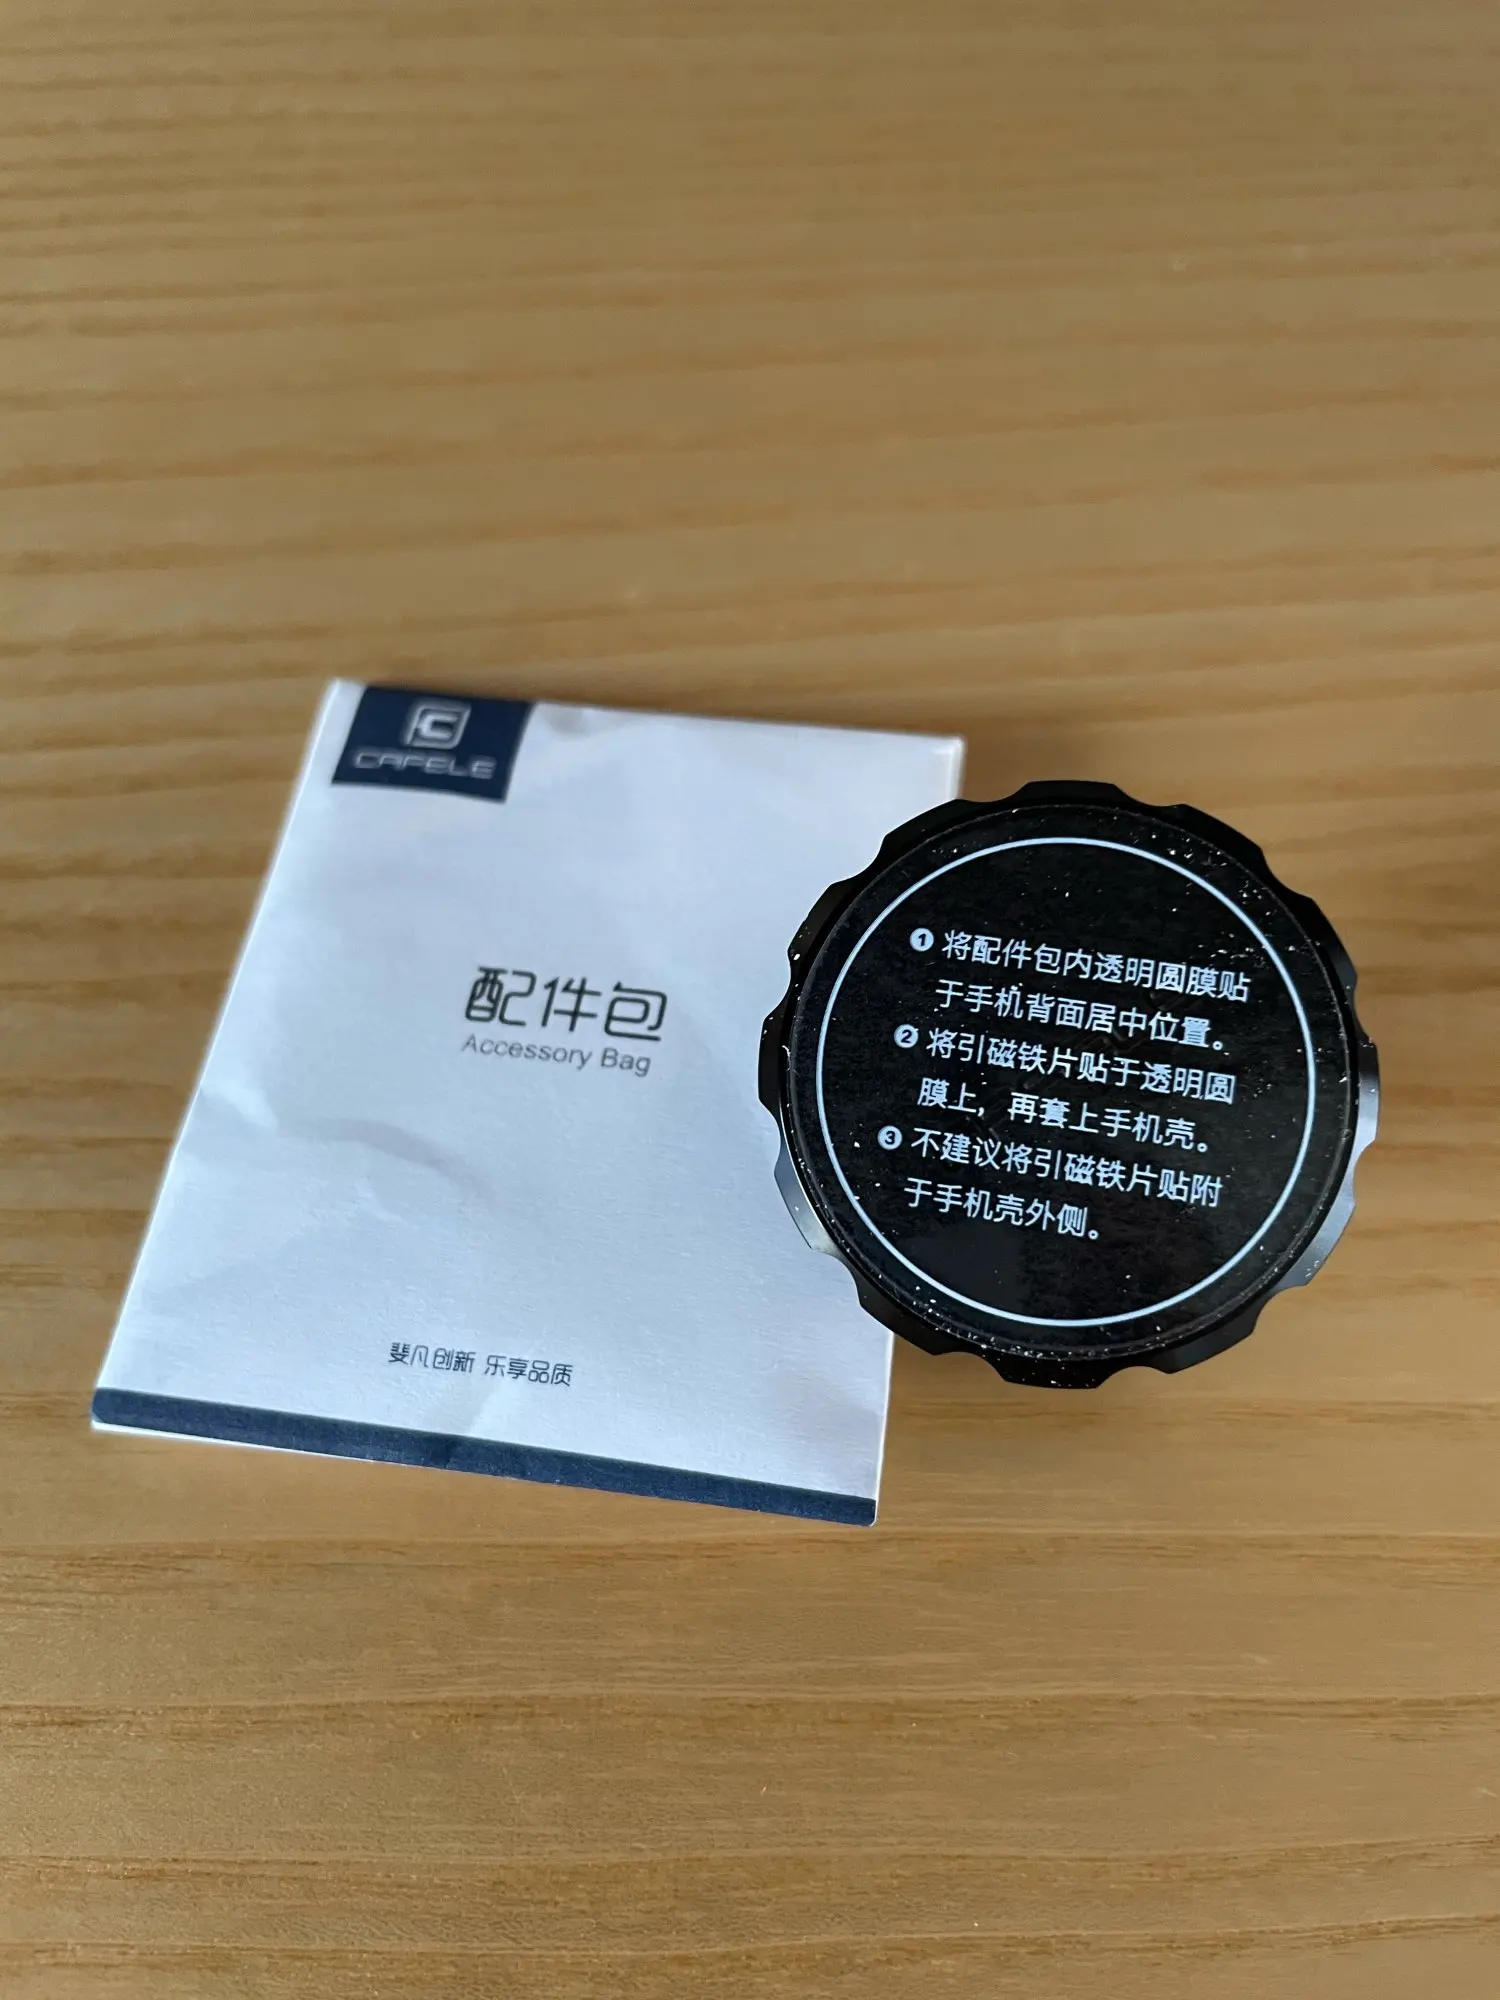 CAFELE
配件包
Accessory Bag
斐凡创新 乐享品质
❶ 将配件包内透明圆膜贴
于手机背面居中位置。
❷ 将引磁铁片贴于透明圆
膜上，再套上手机壳。
❸ 不建议将引磁铁片贴附
于手机壳外侧。